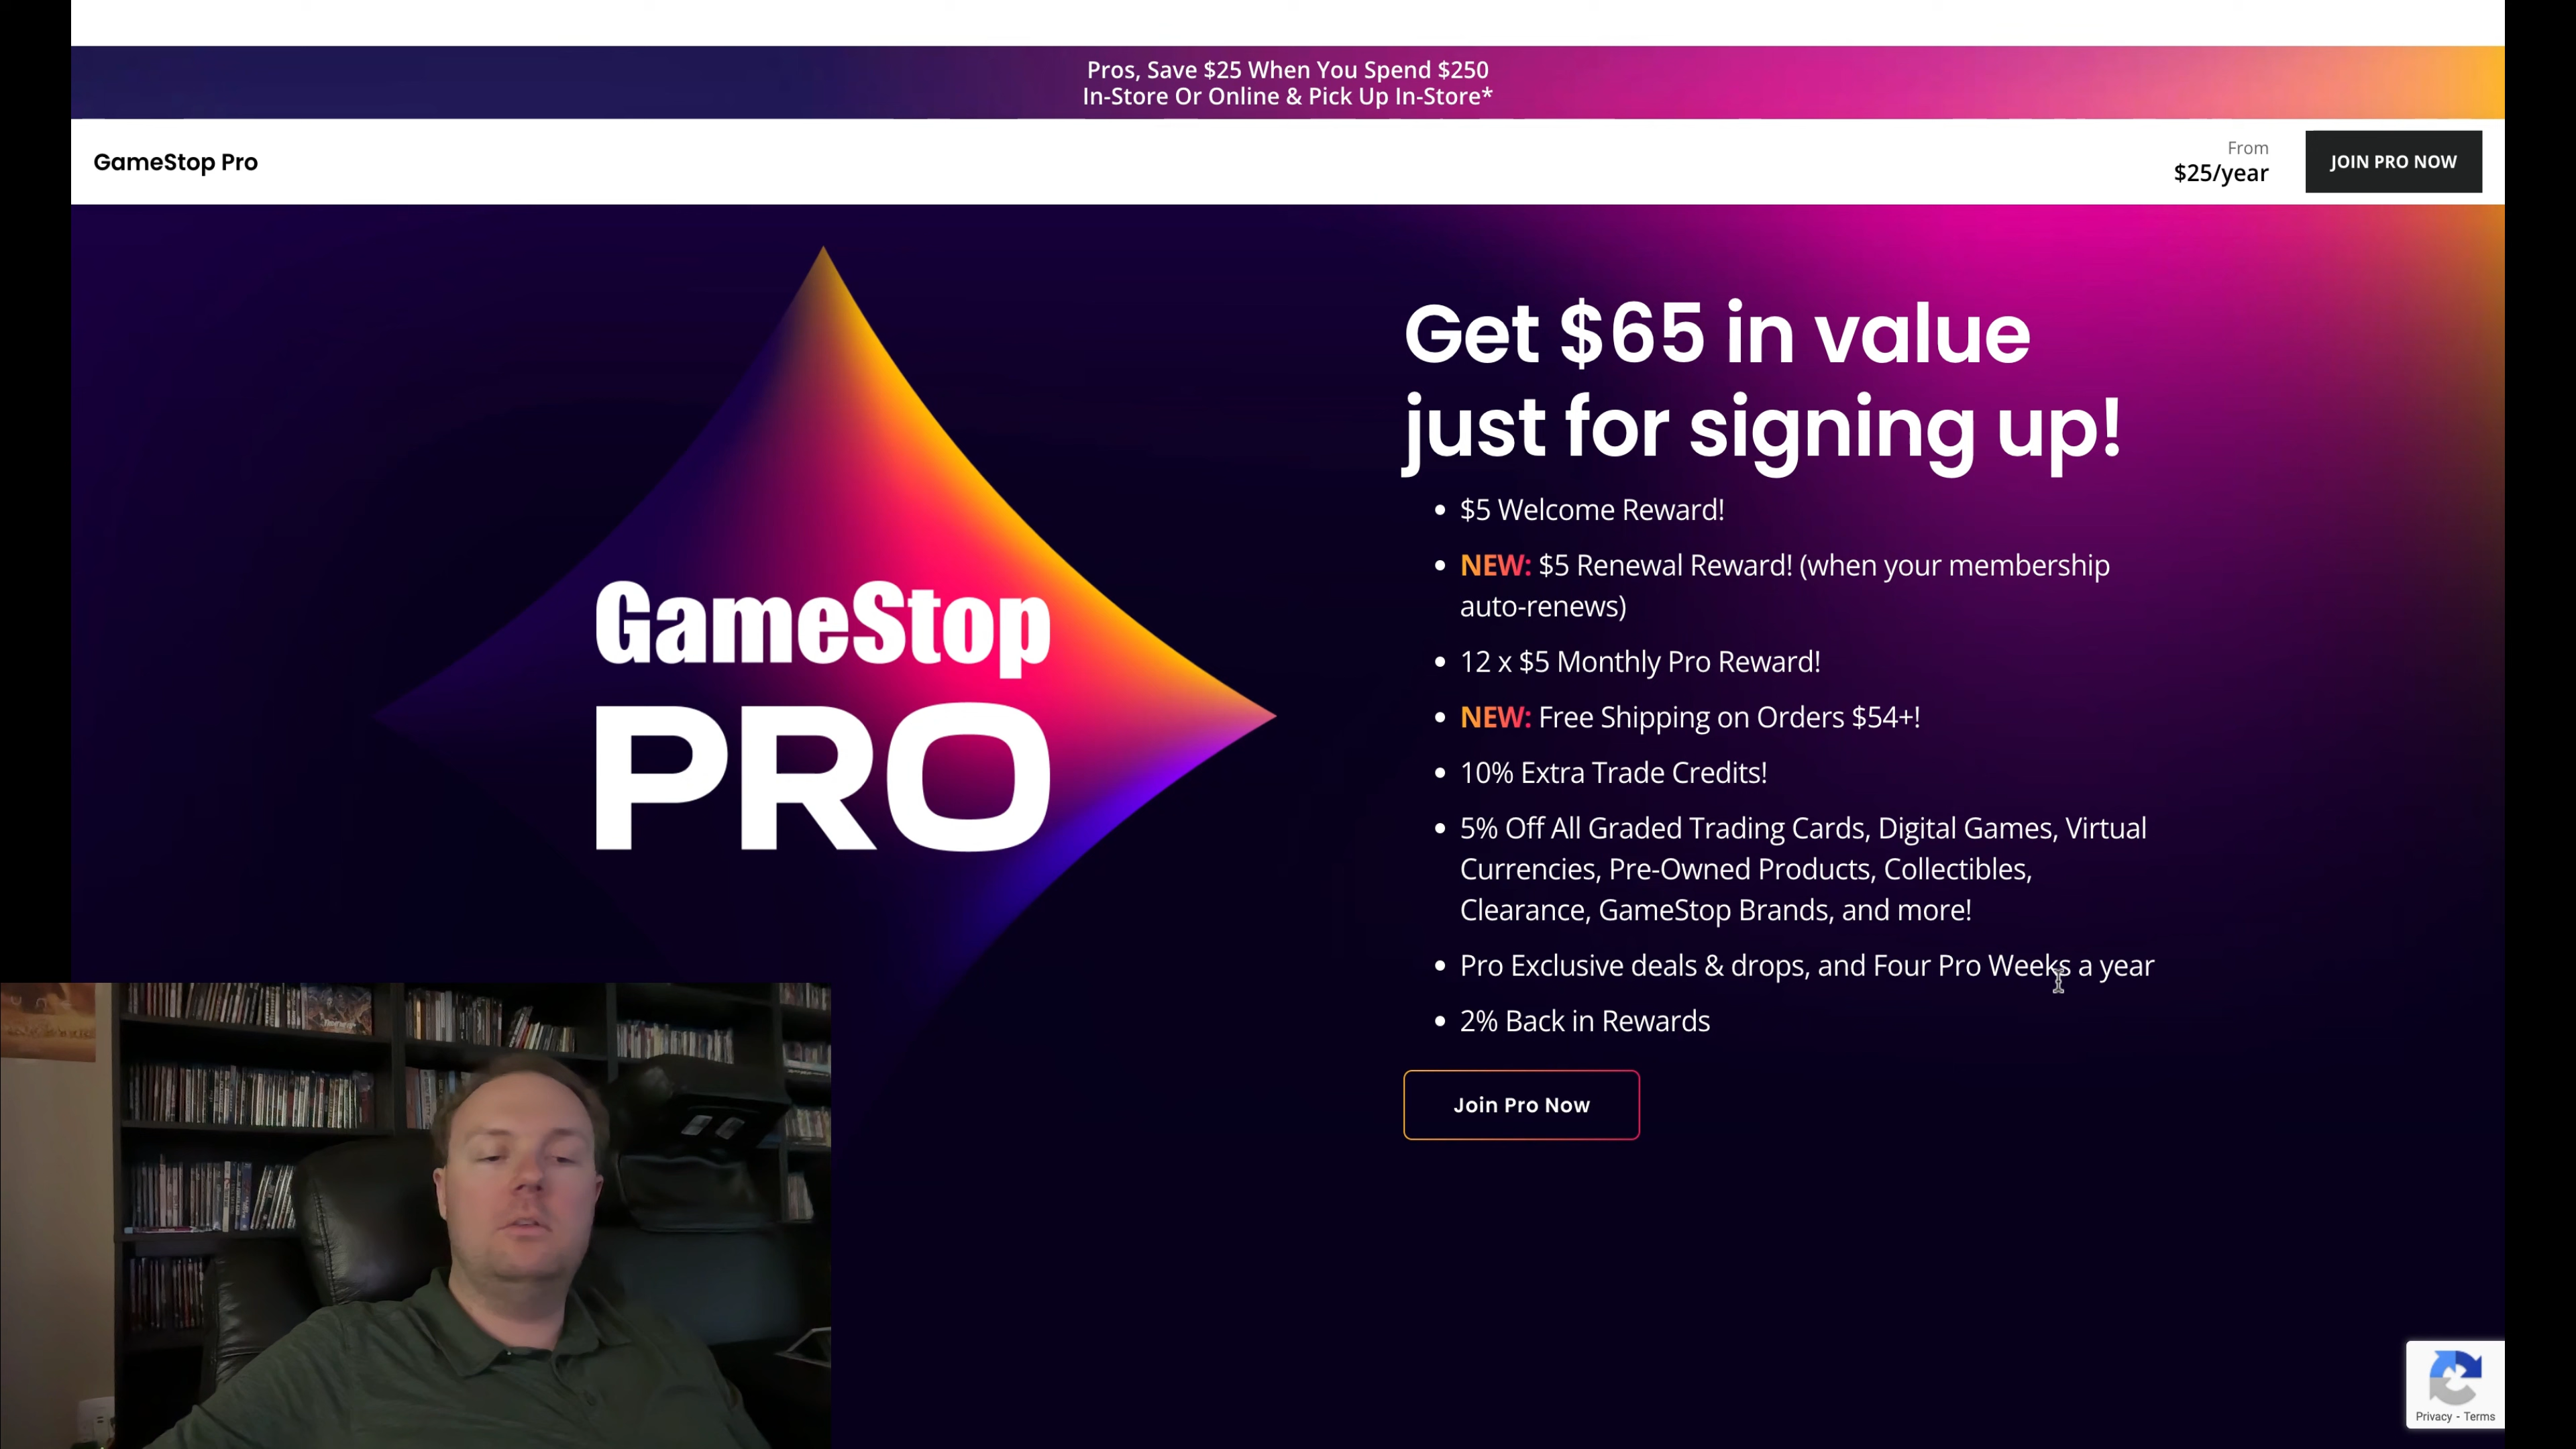 Pros, Save $25 When You Spend $250
In-Store Or Online & Pick Up In-Store*
GameStop Pro
From
$25/year
JOIN PRO NOW
GameStop
PRO
Get $65 in value
just for signing up!
• $5 Welcome Reward!
• NEW: $5 Renewal Reward! (when your membership
auto-renews)
• 12 x $5 Monthly Pro Reward!
• NEW: Free Shipping on Orders $54+!
• 10% Extra Trade Credits!
• 5% Off All Graded Trading Cards, Digital Games, Virtual
Currencies, Pre-Owned Products, Collectibles,
Clearance, GameStop Brands, and more!
• Pro Exclusive deals & drops, and Four Pro Weeks a year
• 2% Back in Rewards
Join Pro Now
Privacy - Terms